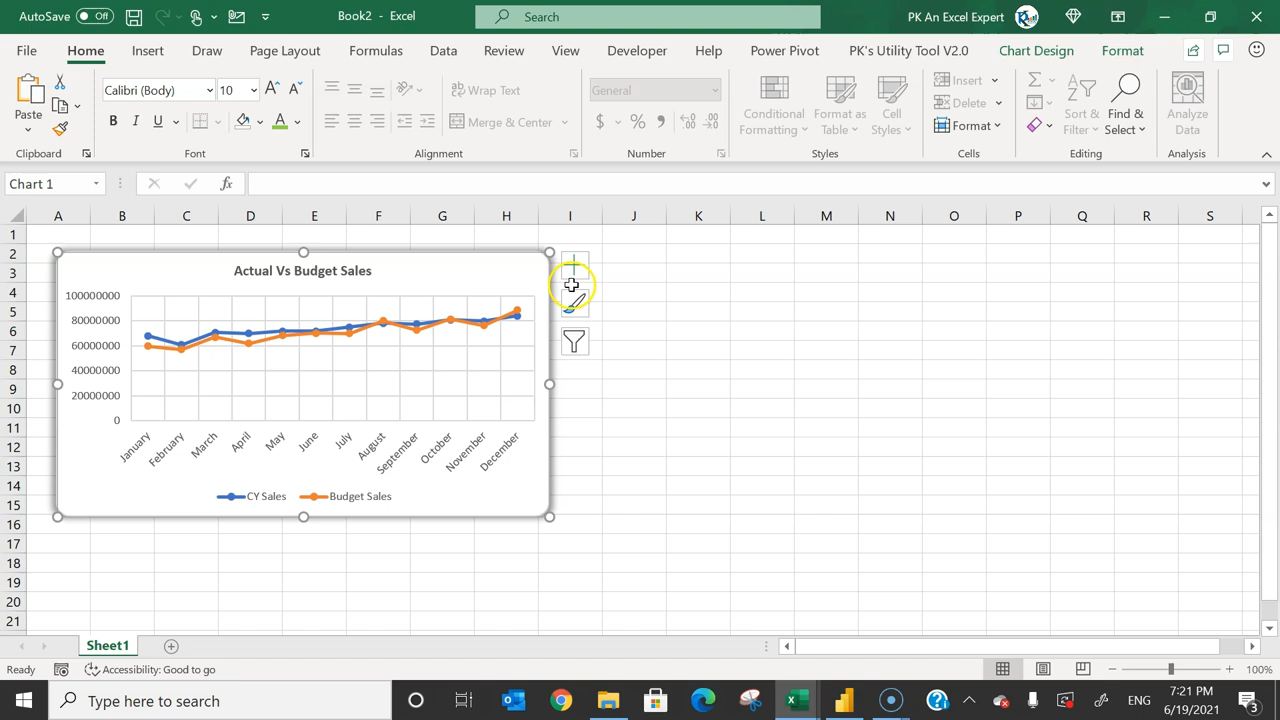 AutoSave Off Book2 - Excel Search PK An Excel Expert
File Home Insert Draw Page Layout Formulas Data Review View Developer Help Power Pivot PK's Utility Tool V2.0 Chart Design Format
Calibri (Body) 10 A A Wrap Text General Insert
Paste B I U A Merge & Center $ % Conditional Formatting Format as Table Cell Styles Delete Format Sort & Filter Find & Select Analyze Data
Clipboard Font Alignment Number Styles Cells Editing Analysis
Chart 1 fx
A B C D E F G H I J K L M N O P Q R S
1
2
3
4
5
6
7
8
9
10
11
12
13
14
15
16
17
18
19
20
21
Actual Vs Budget Sales
100000000
80000000
60000000
40000000
20000000
0
January February March April May June July August September October November December
CY Sales Budget Sales
Sheet1
Ready Accessibility: Good to go 100%
Type here to search ENG 7:21 PM
6/19/2021 3